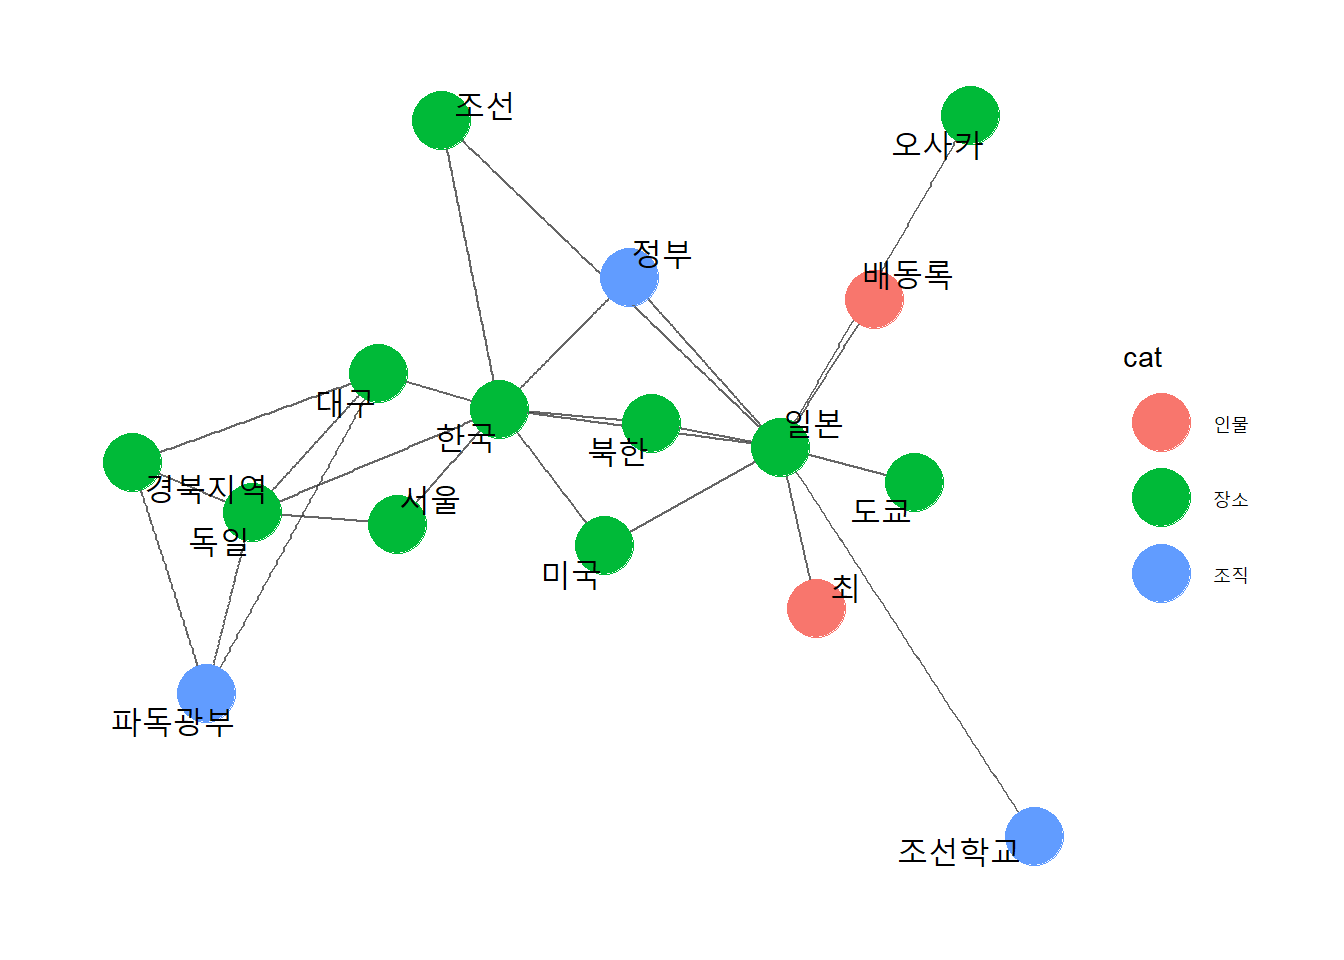 조선
오사카
정부
배동록
대구
한국
북한
일본
경북지역
독일
서울
미국
도쿄
최
파독광부
조선학교
cat
인물
장소
조직